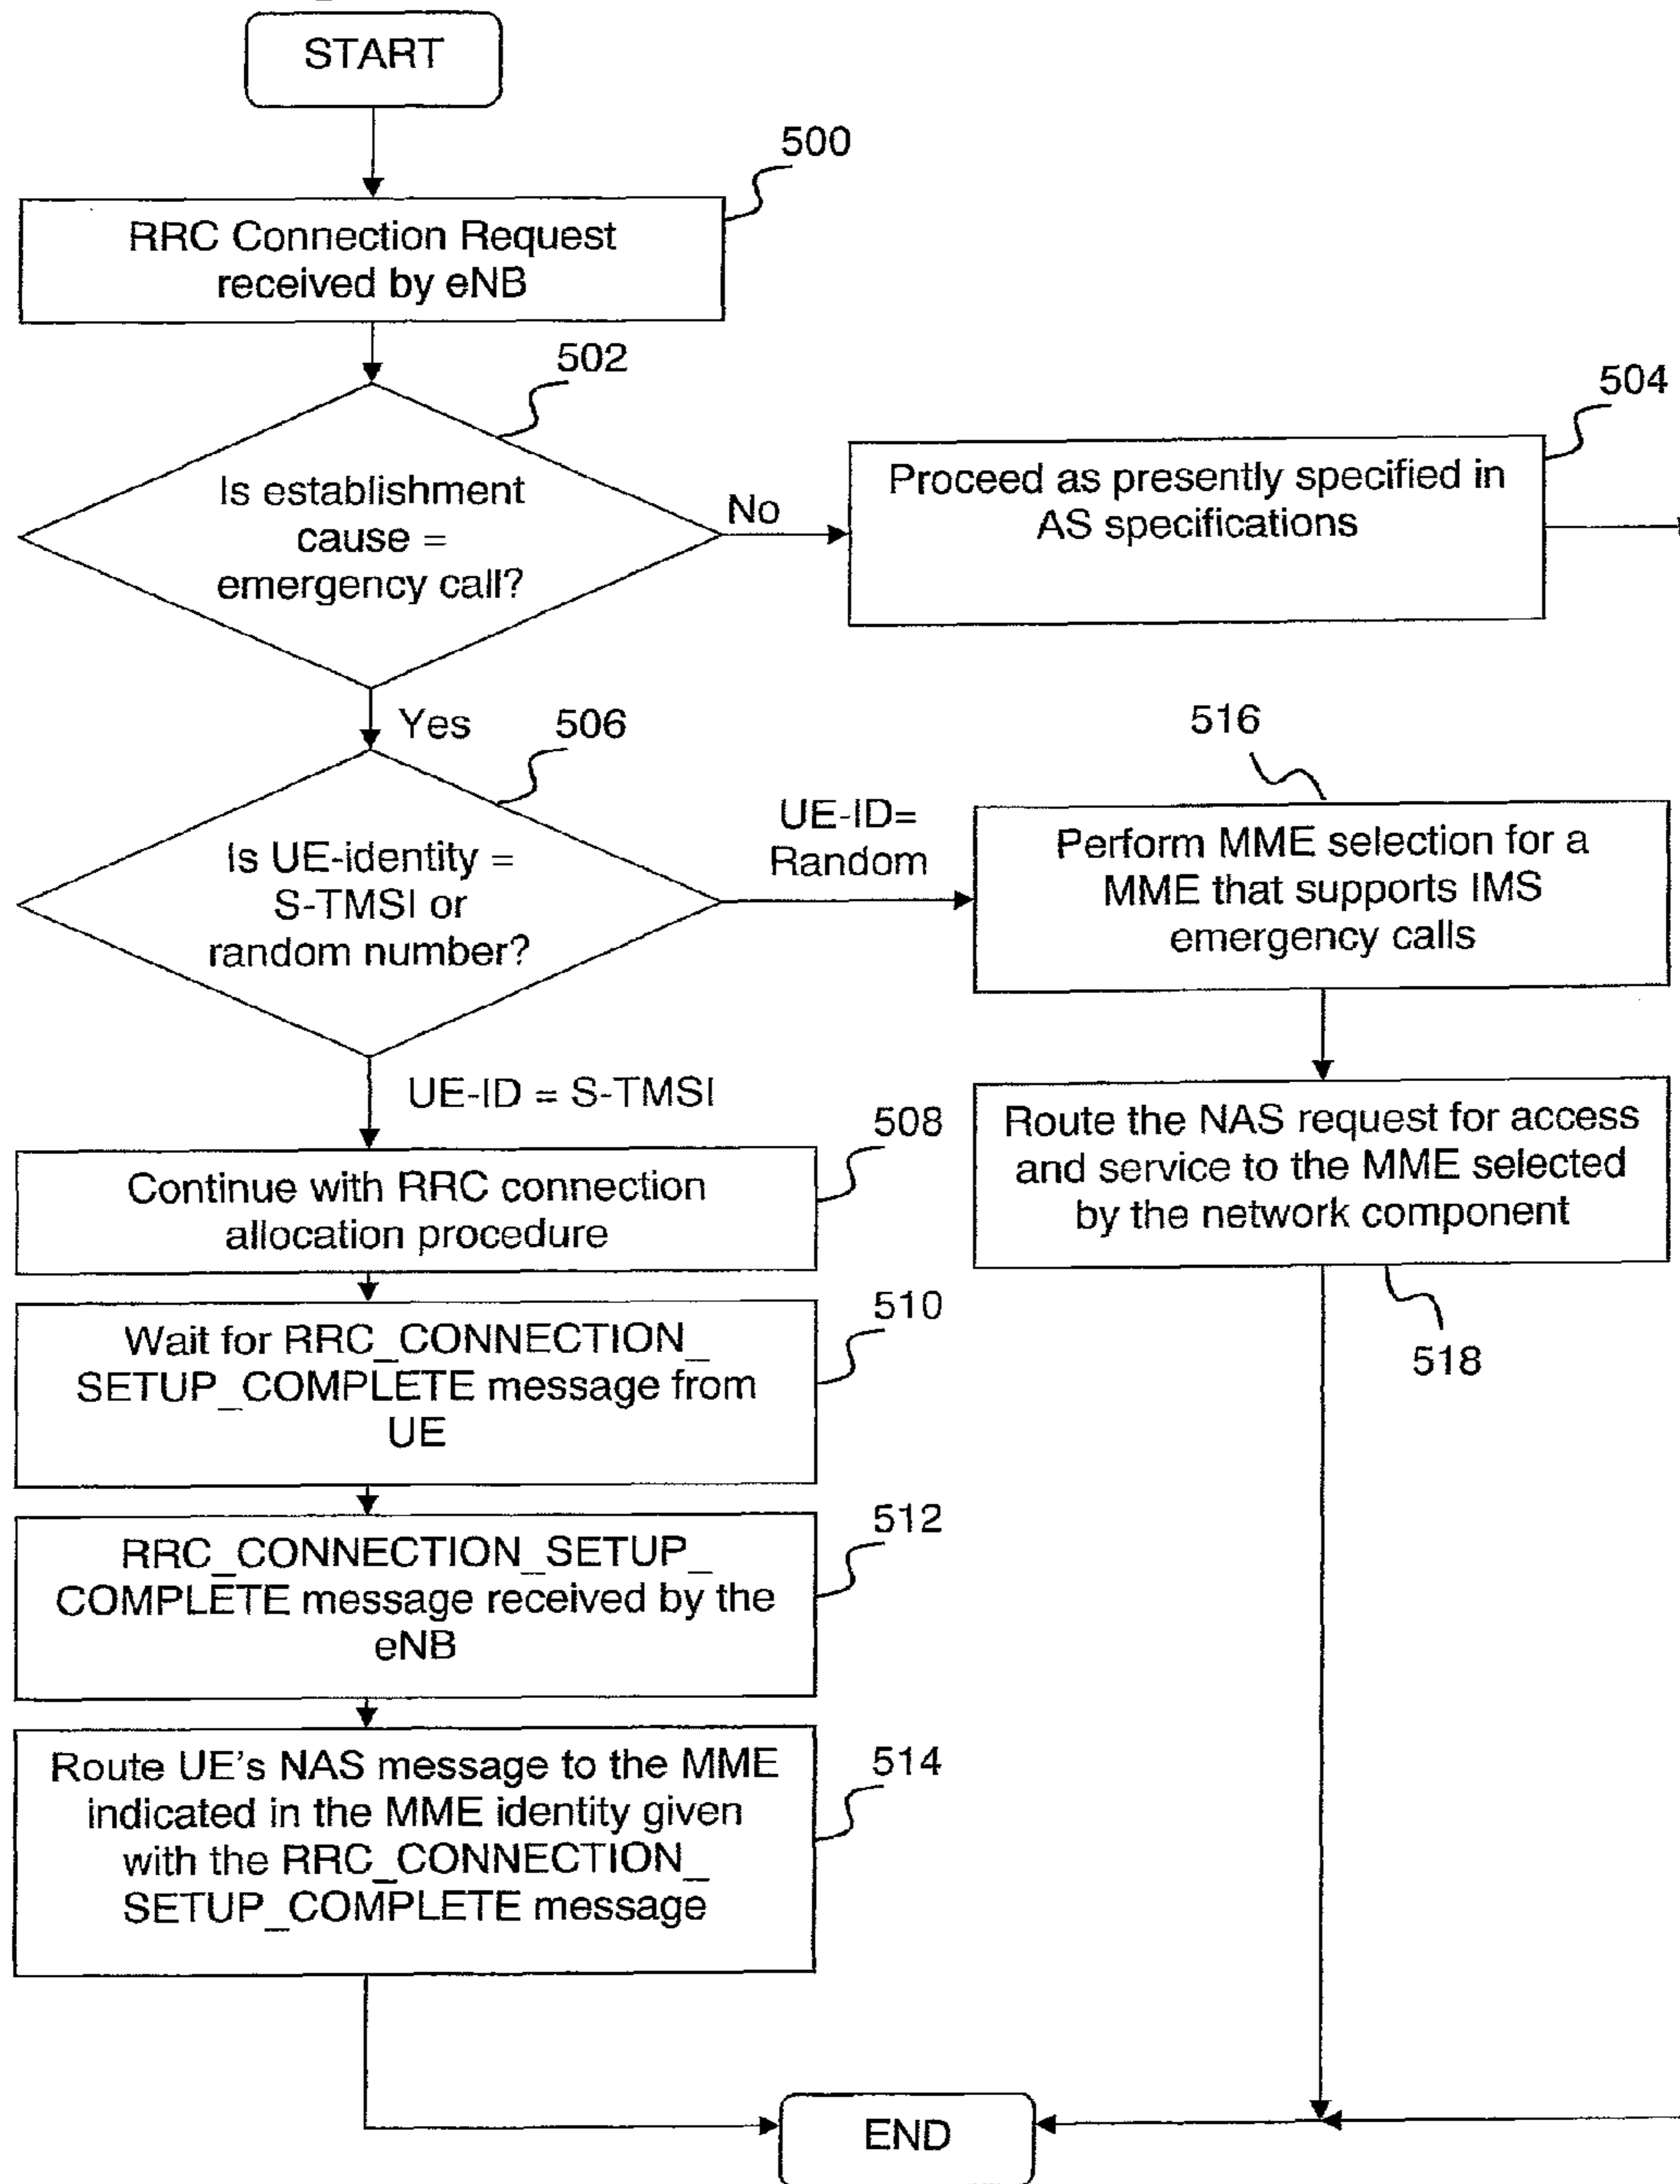 START
500
RRC Connection Request
received by eNB
502
Is establishment
cause =
emergency call?
No
504
Proceed as presently specified in
AS specifications
Yes
506
Is UE-identity =
S-TMSI or
random number?
UE-ID=
Random
516
Perform MME selection for a
MME that supports IMS
emergency calls
UE-ID = S-TMSI
508
Continue with RRC connection
allocation procedure
Route the NAS request for access
and service to the MME selected
by the network component
518
510
Wait for RRC_CONNECTION_
SETUP_COMPLETE message from
UE
512
RRC_CONNECTION_SETUP_
COMPLETE message received by the
eNB
514
Route UE's NAS message to the MME
indicated in the MME identity given
with the RRC_CONNECTION_
SETUP_COMPLETE message
END